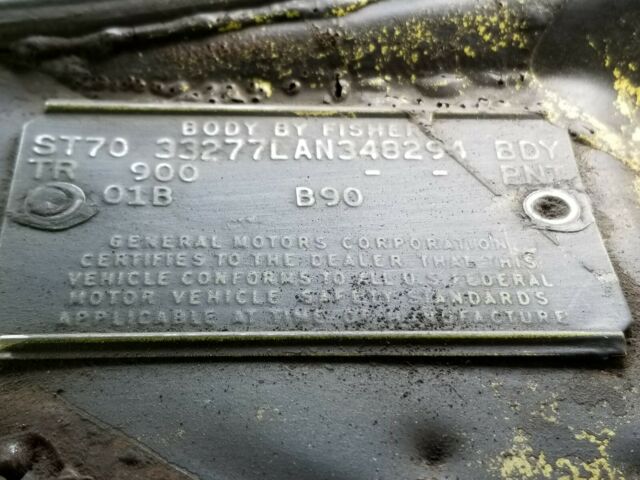 BODY BY FISHER
ST70 33277LAN348294 BDY
TR 900 - - PNT
01B B90
GENERAL MOTORS CORPORATION
CERTIFIES TO THE DEALER THAT THIS
VEHICLE CONFORMS TO ALL U.S. FEDERAL
MOTOR VEHICLE SAFETY STANDARDS
APPLICABLE AT TIME OF MANUFACTURE